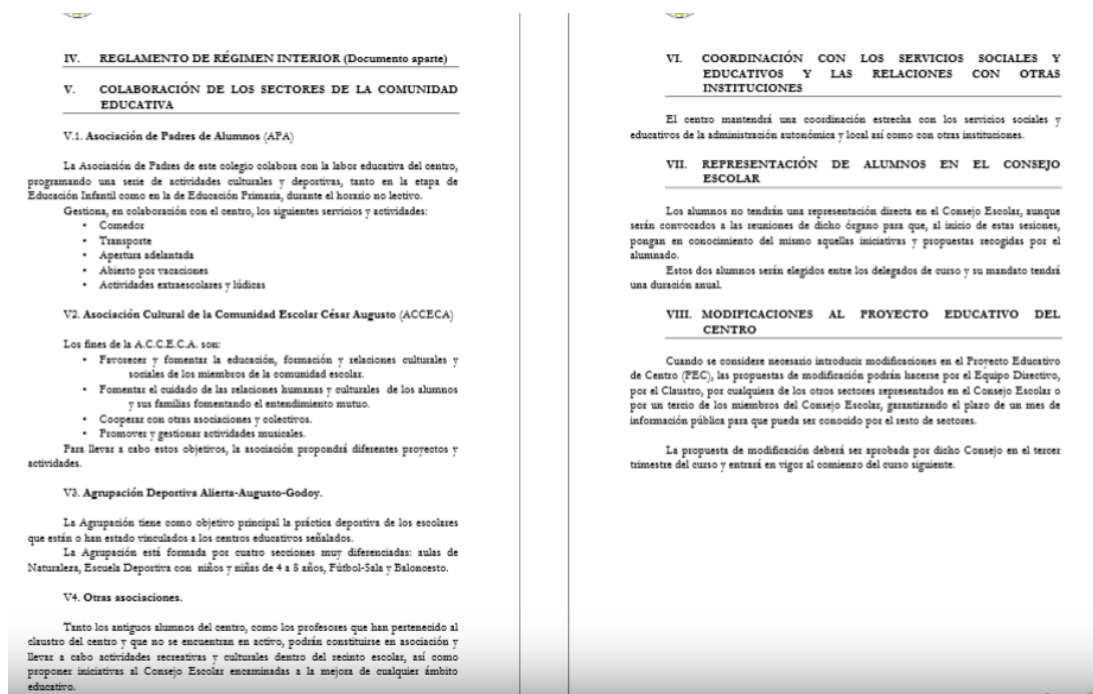 IV. REGLAMENTO DE RÉGIMEN INTERIOR (Documento aparte)
V. COLABORACIÓN DE LOS SECTORES DE LA COMUNIDAD
EDUCATIVA
V.1. Asociación de Padres de Alumnos (APA)
La Asociación de Padres de este colegio colabora con la labor educativa del centro,
programando una serie de actividades culturales y deportivas, tanto en la etapa de
Educación Infantil como en la de Educación Primaria, durante el horario no lectivo.
Gestiona, en colaboración con el centro, los siguientes servicios y actividades:
• Comedor
• Transporte
• Apertura adelantada
• Abierto por vacaciones
• Actividades extraescolares y lúdicas
V2. Asociación Cultural de la Comunidad Escolar César Augusto (ACCECA)
Los fines de la A.C.C.E.C.A. son:
• Favorecer y fomentar la educación, formación y relaciones culturales y
sociales de los miembros de la comunidad escolar.
• Fomentar el cuidado de las relaciones humanas y culturales de los alumnos
y sus familias fomentando el entendimiento mutuo.
• Cooperar con otras asociaciones y colectivos.
• Promover y gestionar actividades musicales.
Para llevar a cabo estos objetivos, la asociación propondrá diferentes proyectos y
actividades.
V3. Agrupación Deportiva Alierta-Augusto-Godoy.
La Agrupación tiene como objetivo principal la práctica deportiva de los escolares
que están o han estado vinculados a los centros educativos señalados.
La Agrupación está formada por cuatro secciones muy diferenciadas: aulas de
Naturaleza, Escuela Deportiva con niños y niñas de 4 a 8 años, Fútbol-Sala y Baloncesto.
V4. Otras asociaciones.
Tanto los antiguos alumnos del centro, como los profesores que han pertenecido al
claustro del centro y que no se encuentran en activo, podrán constituirse en asociación y
llevar a cabo actividades recreativas y culturales dentro del recinto escolar, así como
proponer iniciativas al Consejo Escolar encaminadas a la mejora de cualquier ámbito
educativo.
VI. COORDINACIÓN CON LOS SERVICIOS SOCIALES Y
EDUCATIVOS Y LAS RELACIONES CON OTRAS
INSTITUCIONES
El centro mantendrá una coordinación estrecha con los servicios sociales y
educativos de la administración autonómica y local así como con otras instituciones.
VII. REPRESENTACIÓN DE ALUMNOS EN EL CONSEJO
ESCOLAR
Los alumnos no tendrán una representación directa en el Consejo Escolar, aunque
serán convocados a las reuniones de dicho órgano para que, al inicio de estas sesiones,
pongan en conocimiento del mismo aquellas iniciativas y propuestas recogidas por el
alumnado.
Estos dos alumnos serán elegidos entre los delegados de curso y su mandato tendrá
una duración anual.
VIII. MODIFICACIONES AL PROYECTO EDUCATIVO DEL
CENTRO
Cuando se considere necesario introducir modificaciones en el Proyecto Educativo
de Centro (PEC), las propuestas de modificación podrán hacerse por el Equipo Directivo,
por el Claustro, por cualquiera de los otros sectores representados en el Consejo Escolar o
por un tercio de los miembros del Consejo Escolar, garantizando el plazo de un mes de
información pública para que pueda ser conocido por el resto de sectores.
La propuesta de modificación deberá ser aprobada por dicho Consejo en el tercer
trimestre del curso y entrará en vigor al comienzo del curso siguiente.